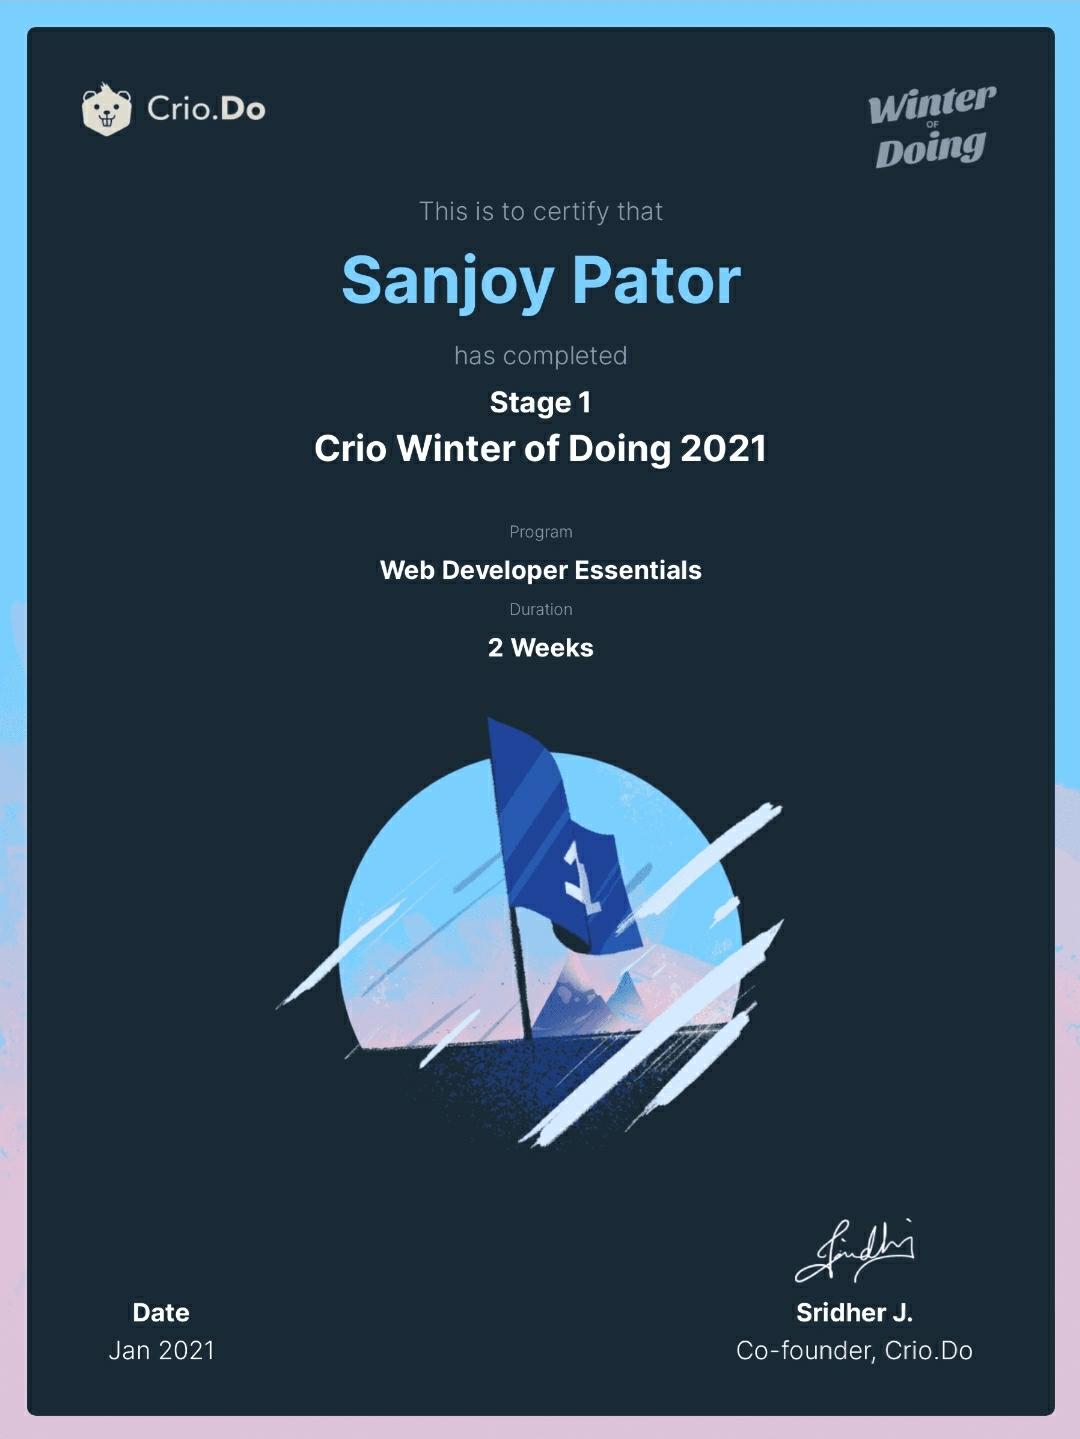 Crio.Do
Winter
OF
Doing
This is to certify that
Sanjoy Pator
has completed
Stage 1
Crio Winter of Doing 2021
Program
Web Developer Essentials
Duration
2 Weeks
1
Sridher J.
Co-founder, Crio.Do
Date
Jan 2021